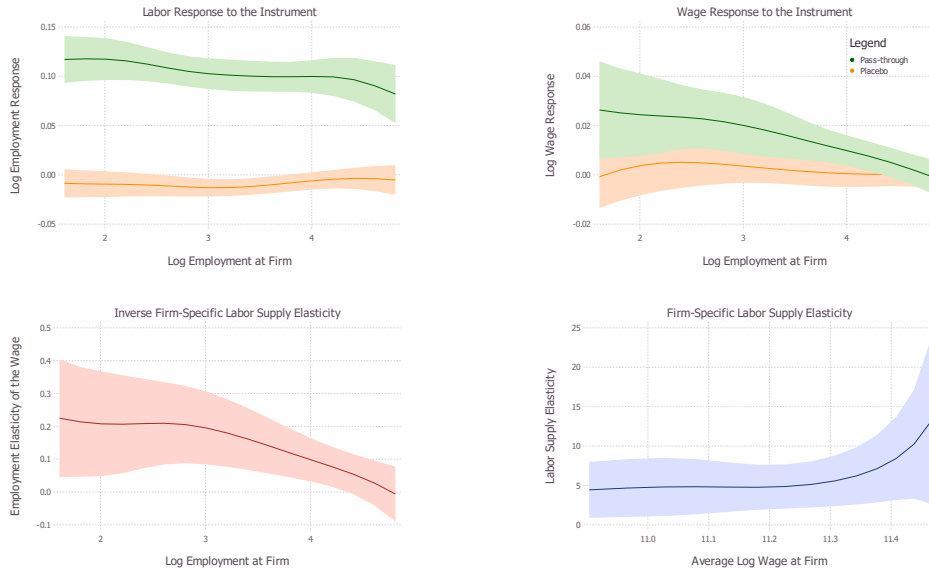 Labor Response to the Instrument
0.15
0.10
0.05
0.00
-0.05
Log Employment Response
2
3
4
Log Employment at Firm
Wage Response to the Instrument
0.06
0.04
0.02
0.00
-0.02
Log Wage Response
Legend
Pass-through
Placebo
2
3
4
Log Employment at Firm
Inverse Firm-Specific Labor Supply Elasticity
0.5
0.4
0.3
0.2
0.1
0.0
-0.1
Employment Elasticity of the Wage
2
3
4
Log Employment at Firm
Firm-Specific Labor Supply Elasticity
25
20
15
10
5
0
Labor Supply Elasticity
11.0
11.1
11.2
11.3
11.4
Average Log Wage at Firm